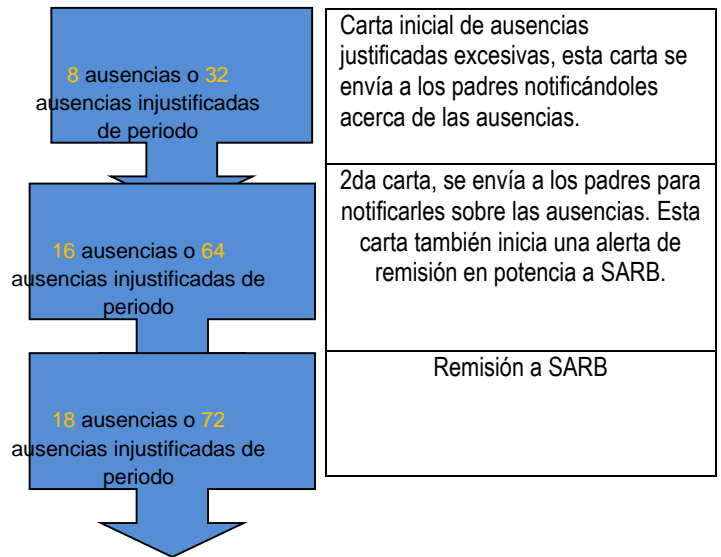 8 ausencias o 32
ausencias injustificadas
de periodo
Carta inicial de ausencias
justificadas excesivas, esta carta se
envía a los padres notificándoles
acerca de las ausencias.
16 ausencias o 64
ausencias injustificadas de
periodo
2da carta, se envía a los padres para
notificarles sobre las ausencias. Esta
carta también inicia una alerta de
remisión en potencia a SARB.
18 ausencias o 72
ausencias injustificadas de
periodo
Remisión a SARB